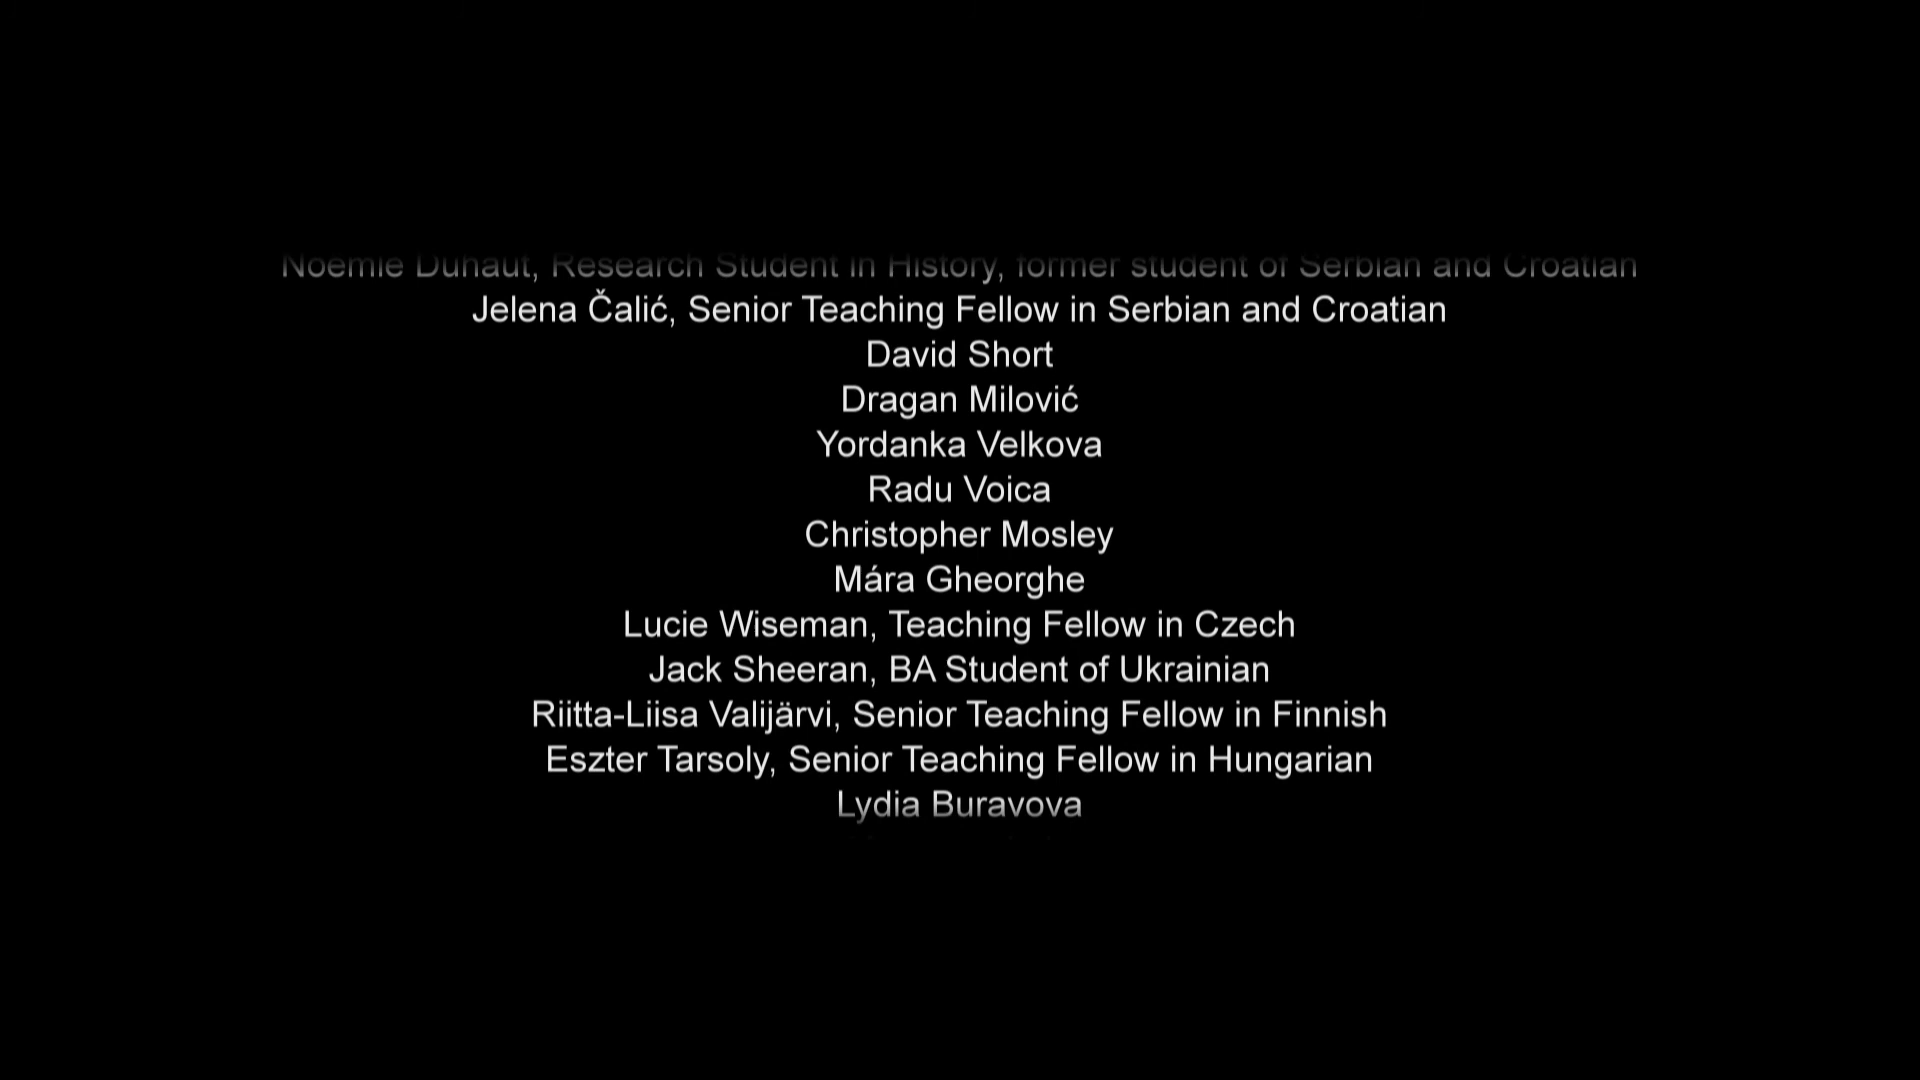 Noemie Duhaut, Research Student in History, former student of Serbian and Croatian
Jelena Čalić, Senior Teaching Fellow in Serbian and Croatian
David Short
Dragan Milović
Yordanka Velkova
Radu Voica
Christopher Mosley
Mára Gheorghe
Lucie Wiseman, Teaching Fellow in Czech
Jack Sheeran, BA Student of Ukrainian
Riitta-Liisa Valijärvi, Senior Teaching Fellow in Finnish
Eszter Tarsoly, Senior Teaching Fellow in Hungarian
Lydia Buravova